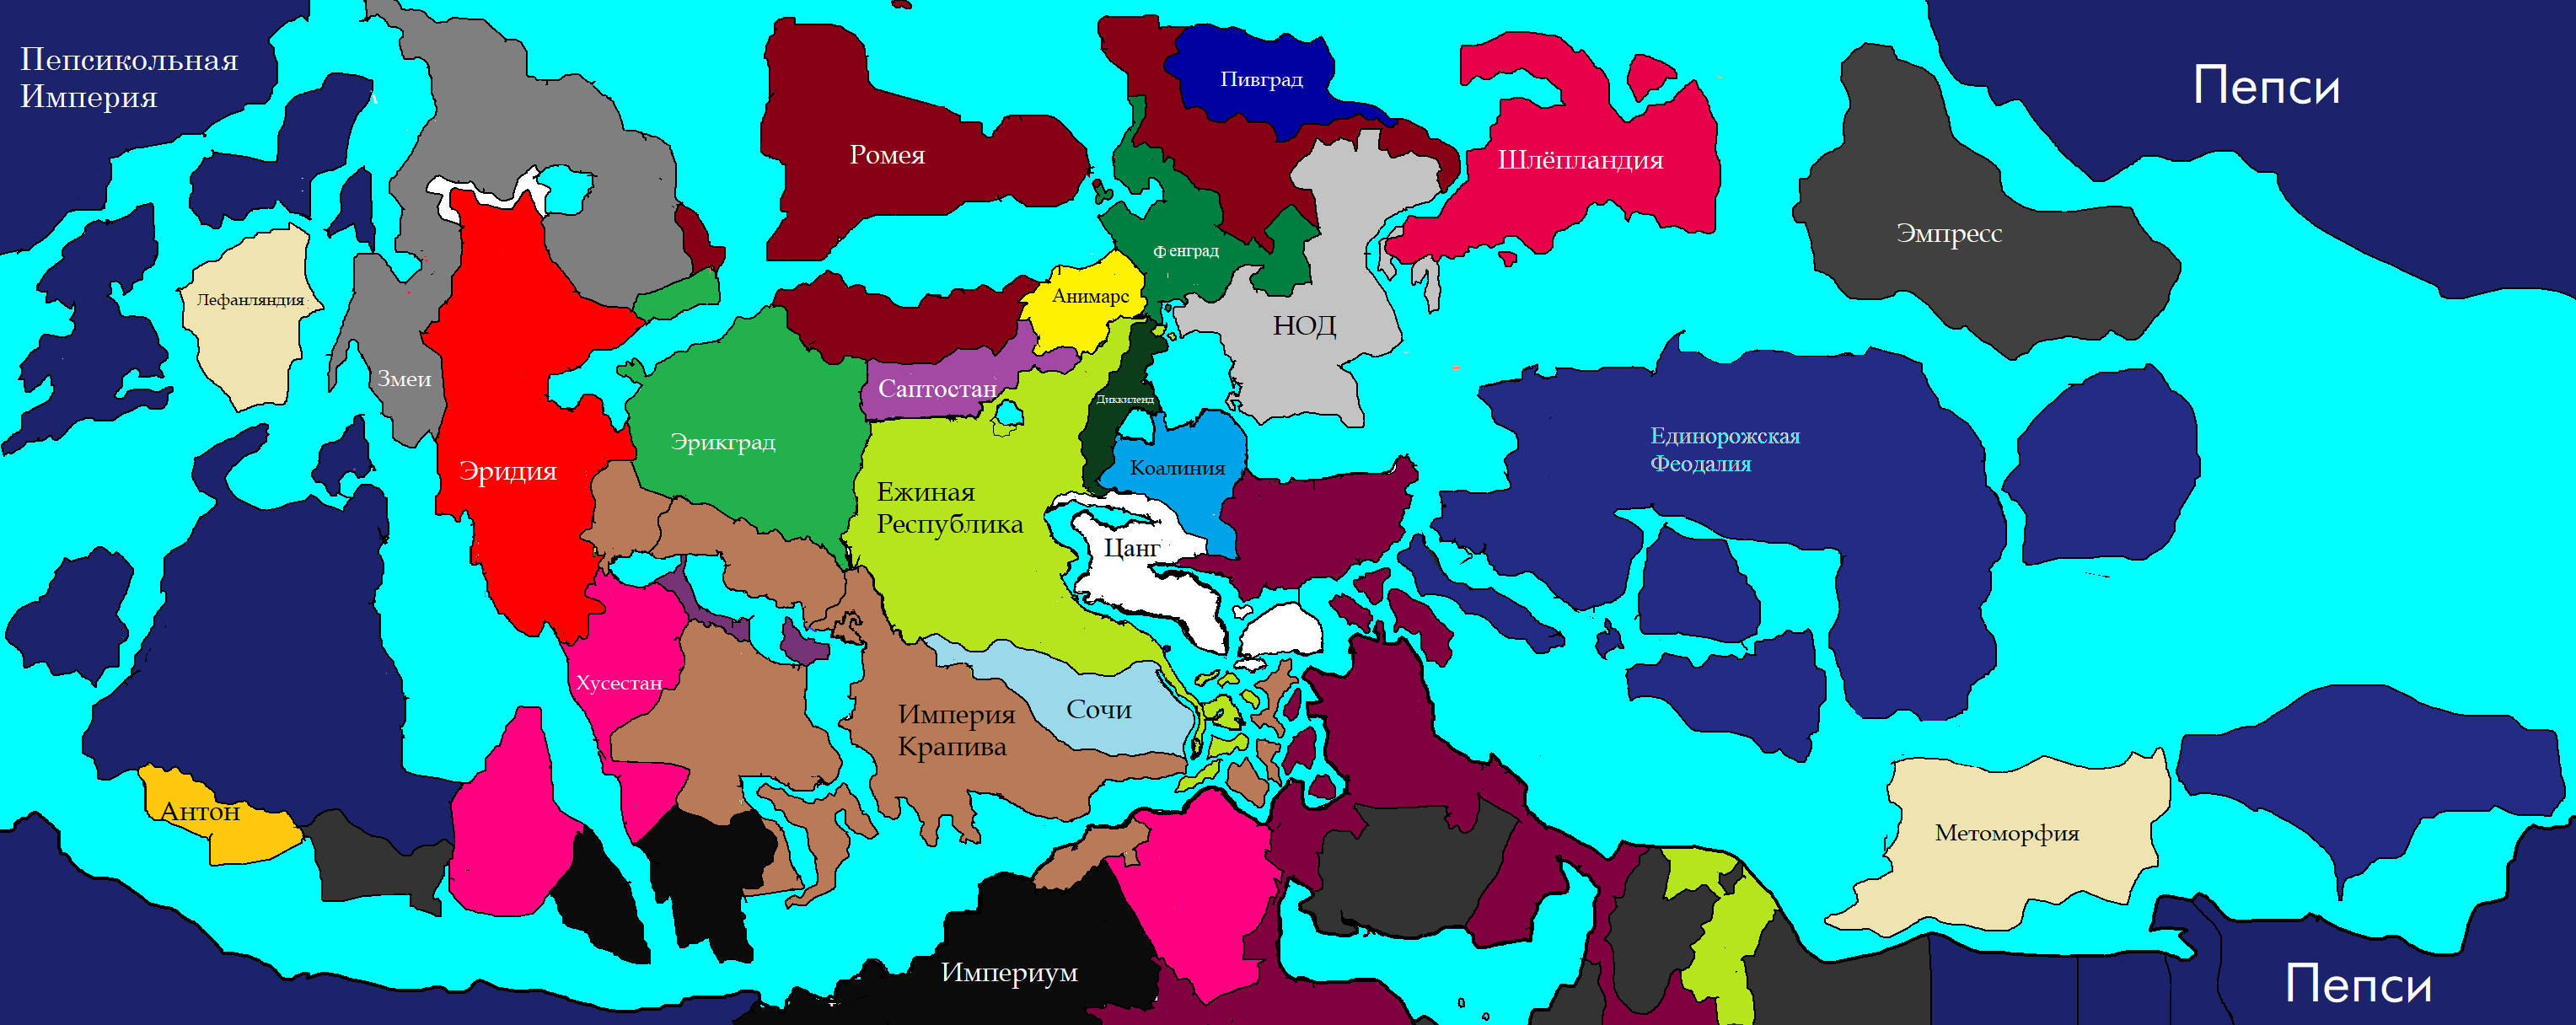 Пепсикольная
Империя
Пепси
Пивград
Ромея
Шлёпландия
Эмпресс
Фенград
Лефанляндия
Анимарс
НОД
Змеи
Саптостан
Диккиленд
Эрикград
Эридия
Коалиния
Единорожская
Феодалия
Ежиная
Республика
Цанг
Хусестан
Империя
Крапива
Сочи
Антон
Метоморфия
Империум
Пепси